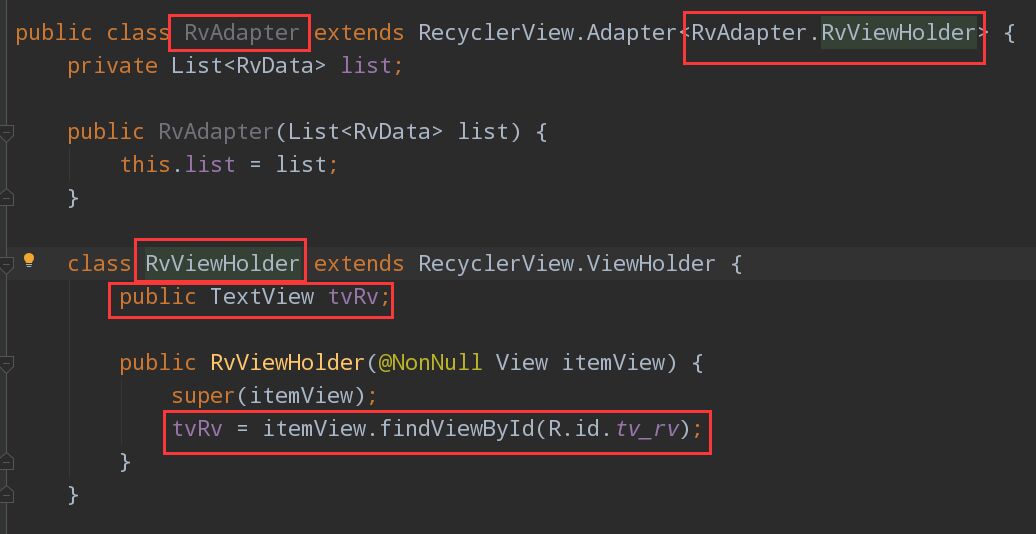 public class RvAdapter extends RecyclerView.Adapter<RvAdapter.RvViewHolder> {
private List<RvData> list;
public RvAdapter(List<RvData> list) {
this.list = list;
}
class RvViewHolder extends RecyclerView.ViewHolder {
public TextView tvRv;
public RvViewHolder(@NonNull View itemView) {
super(itemView);
tvRv = itemView.findViewById(R.id.tv_rv);
}
}